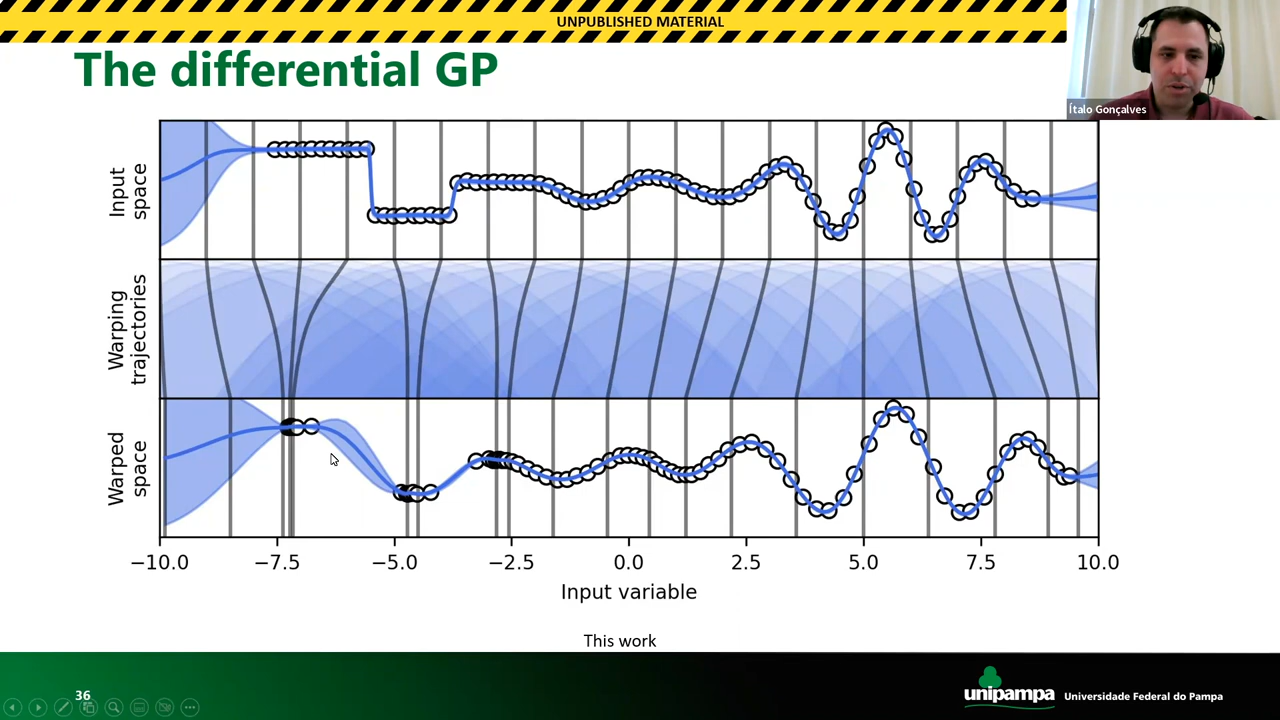 UNPUBLISHED MATERIAL
The differential GP
Ítalo Gonçalves
Input
space
Warping
trajectories
Warped
space
−10.0 −7.5 −5.0 −2.5 0.0 2.5 5.0 7.5 10.0
Input variable
This work
36
unipampa
Universidade Federal do Pampa